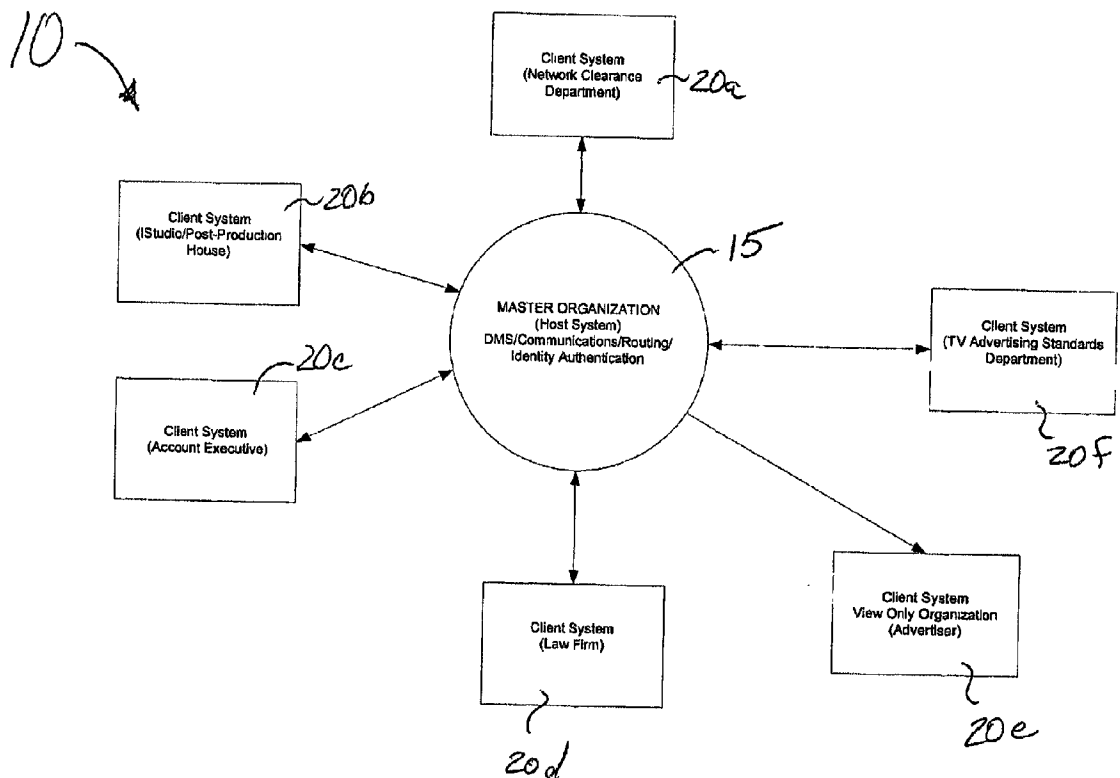 10
Client System
(Network Clearance
Department)
20a
Client System
(IStudio/Post-Production
House)
20b
15
MASTER ORGANIZATION
(Host System)
DMS/Communications/Routing/
Identity Authentication
Client System
(TV Advertising Standards
Department)
20f
20c
Client System
(Account Executive)
Client System
(Law Firm)
20d
Client System
View Only Organization
(Advertiser)
20e